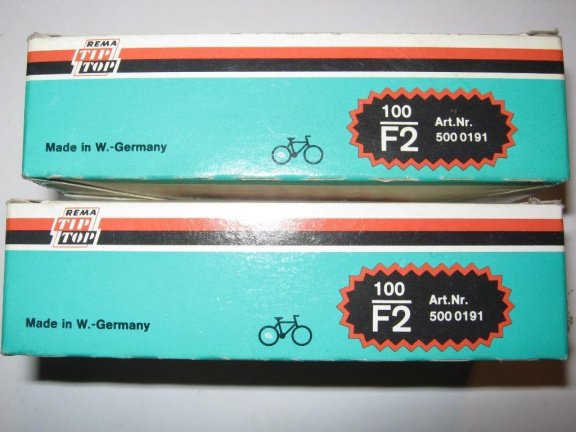 REMA
TIP
TOP
100
F2
Art.Nr.
500 0191
Made in W.-Germany
REMA
TIP
TOP
100
F2
Art.Nr.
500 0191
Made in W.-Germany